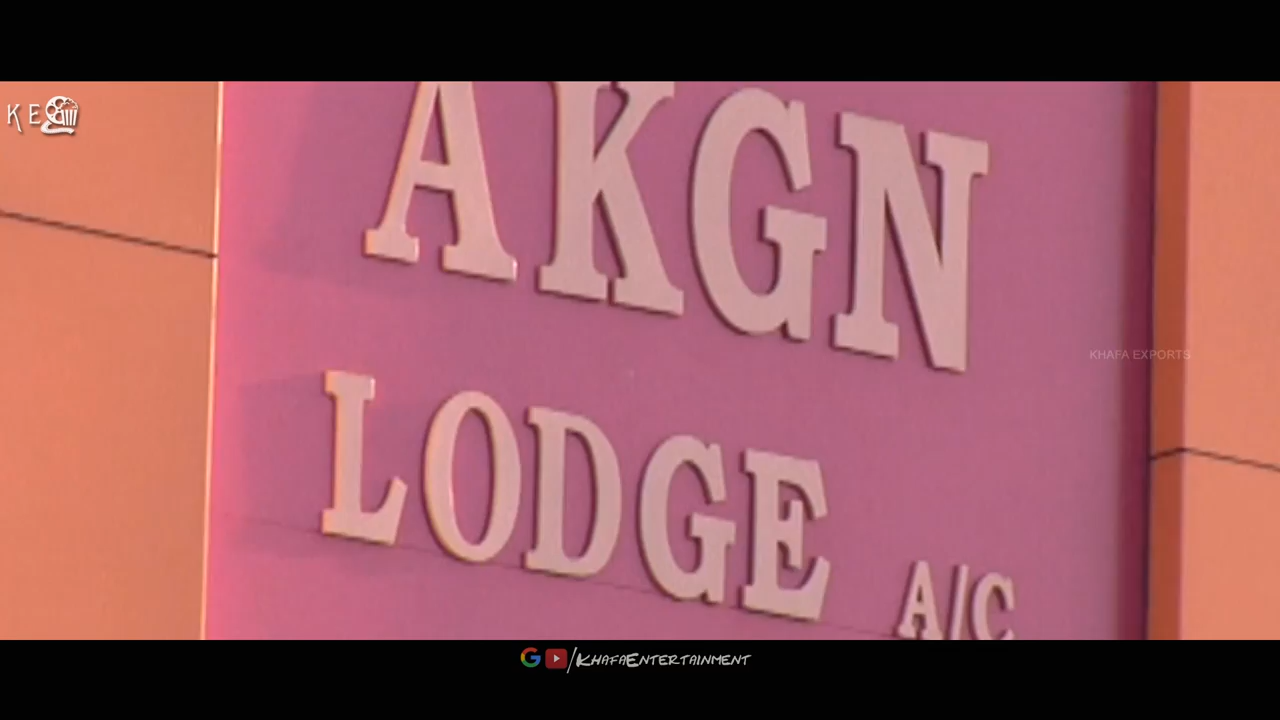 KE
AKGN
KHAFA EXPORTS
LODGE
A/C
/KHAFAENTERTAINMENT